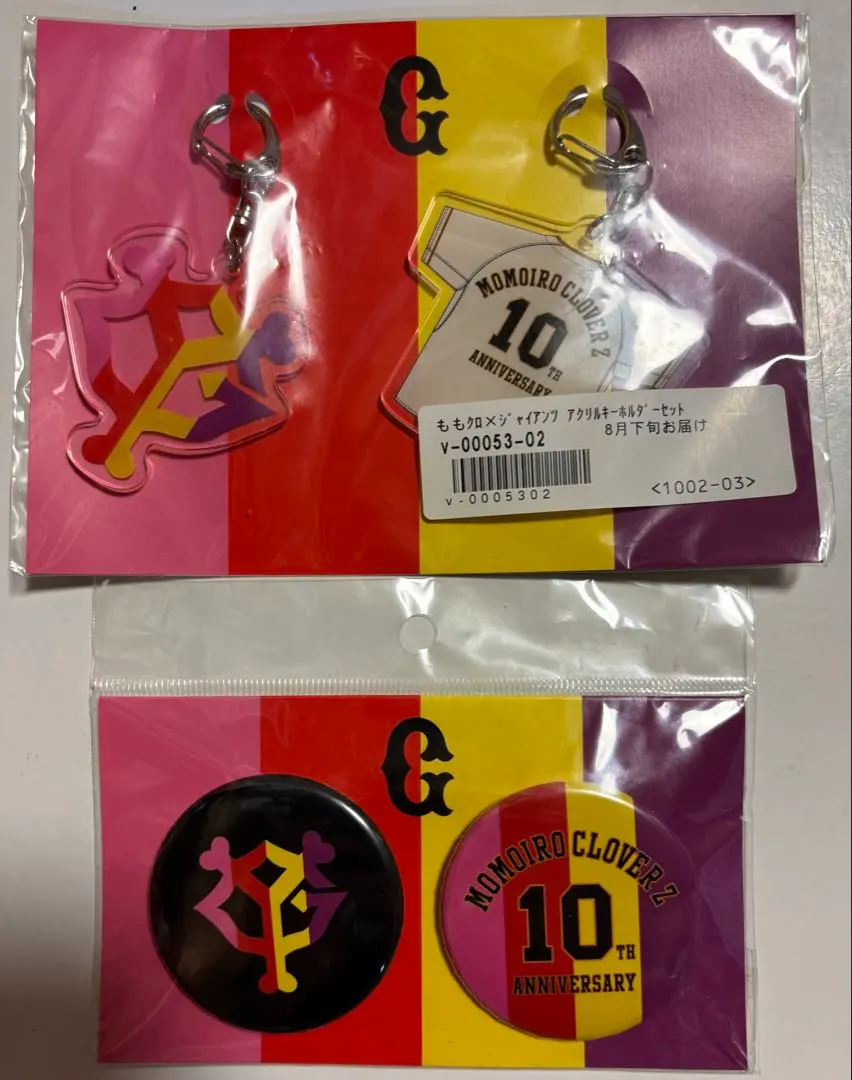 G
MOMOIRO CLOVER Z
10TH
ANNIVERSARY
ももクロ×ジャイアンツ アクリルキーホルダーセット
v-00053-02 8月下旬お届け
v-0005302
<1002-03>
G
MOMOIRO CLOVER Z
10TH
ANNIVERSARY